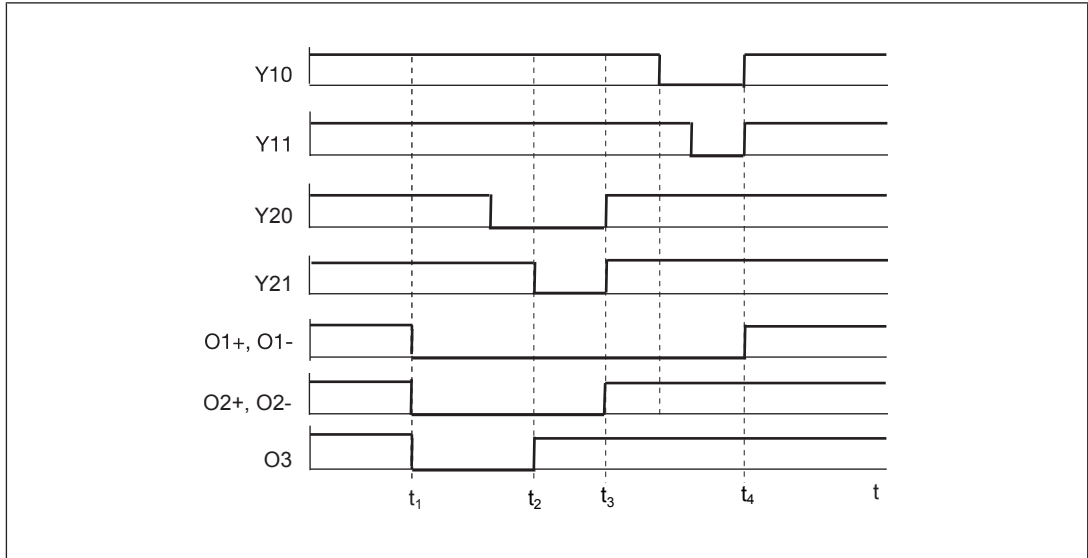 Y10
Y11
Y20
Y21
O1+, O1-
O2+, O2-
O3
t₁ t₂ t₃ t₄ t